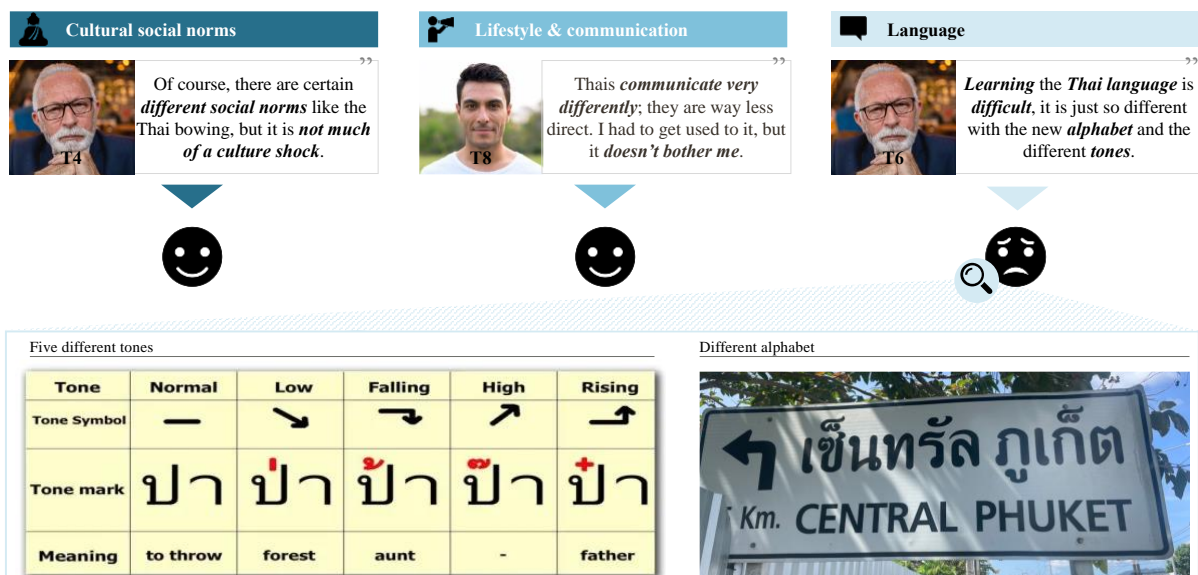 Cultural social norms
Of course, there are certain
different social norms like the
Thai bowing, but it is not much
of a culture shock.
”
T4
Lifestyle & communication
Thais communicate very
differently; they are way less
direct. I had to get used to it, but
it doesn’t bother me.
”
T8
Language
Learning the Thai language is
difficult, it is just so different
with the new alphabet and the
different tones.
”
T6
Five different tones
Tone Normal Low Falling High Rising
Tone Symbol
Tone mark ปา ป่า ป้า ป๊า ป๋า
Meaning to throw forest aunt - father
Different alphabet
เซ็นทรัล ภูเก็ต
Km. CENTRAL PHUKET